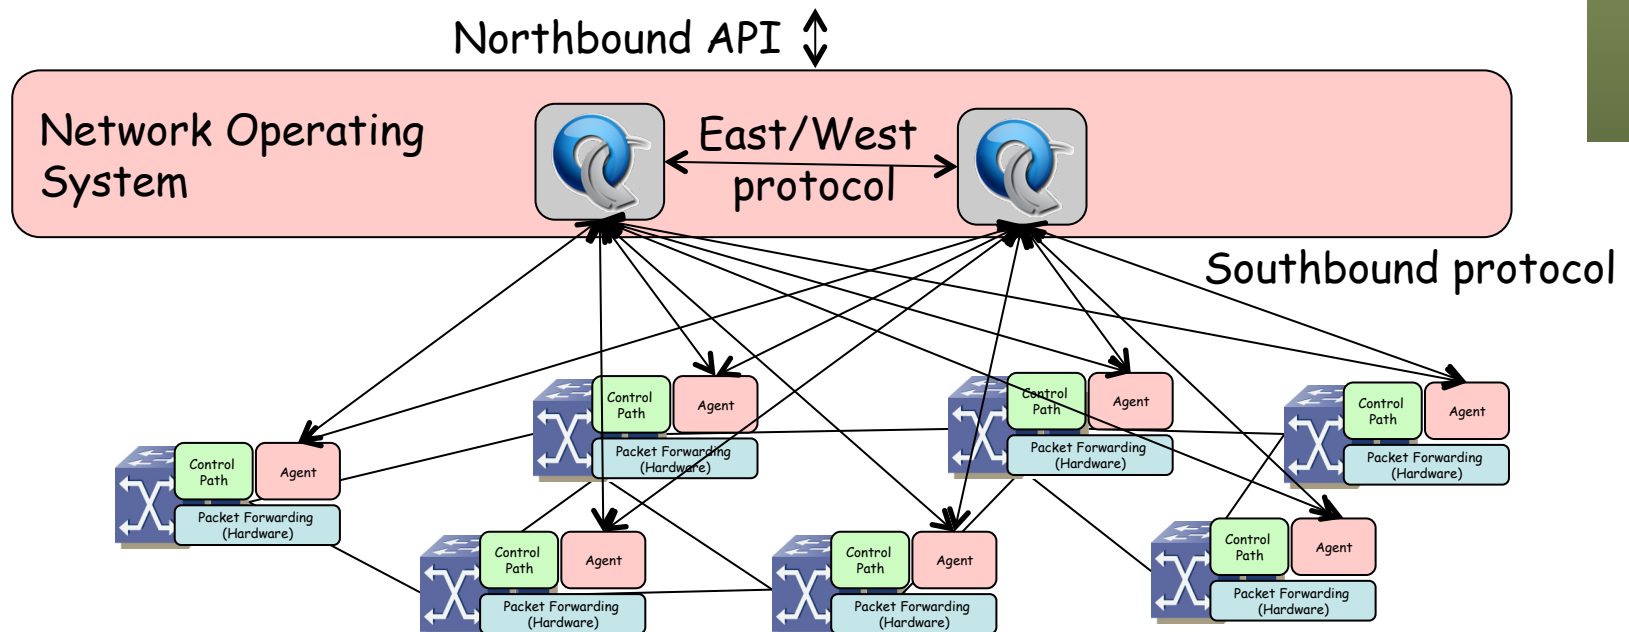 Northbound API
Network Operating
System
East/West
protocol
Southbound protocol
Control
Path
Agent
Packet Forwarding
(Hardware)
Control
Path
Agent
Packet Forwarding
(Hardware)
Control
Path
Agent
Packet Forwarding
(Hardware)
Control
Path
Agent
Packet Forwarding
(Hardware)
Control
Path
Agent
Packet Forwarding
(Hardware)
Control
Path
Agent
Packet Forwarding
(Hardware)
Control
Path
Agent
Packet Forwarding
(Hardware)